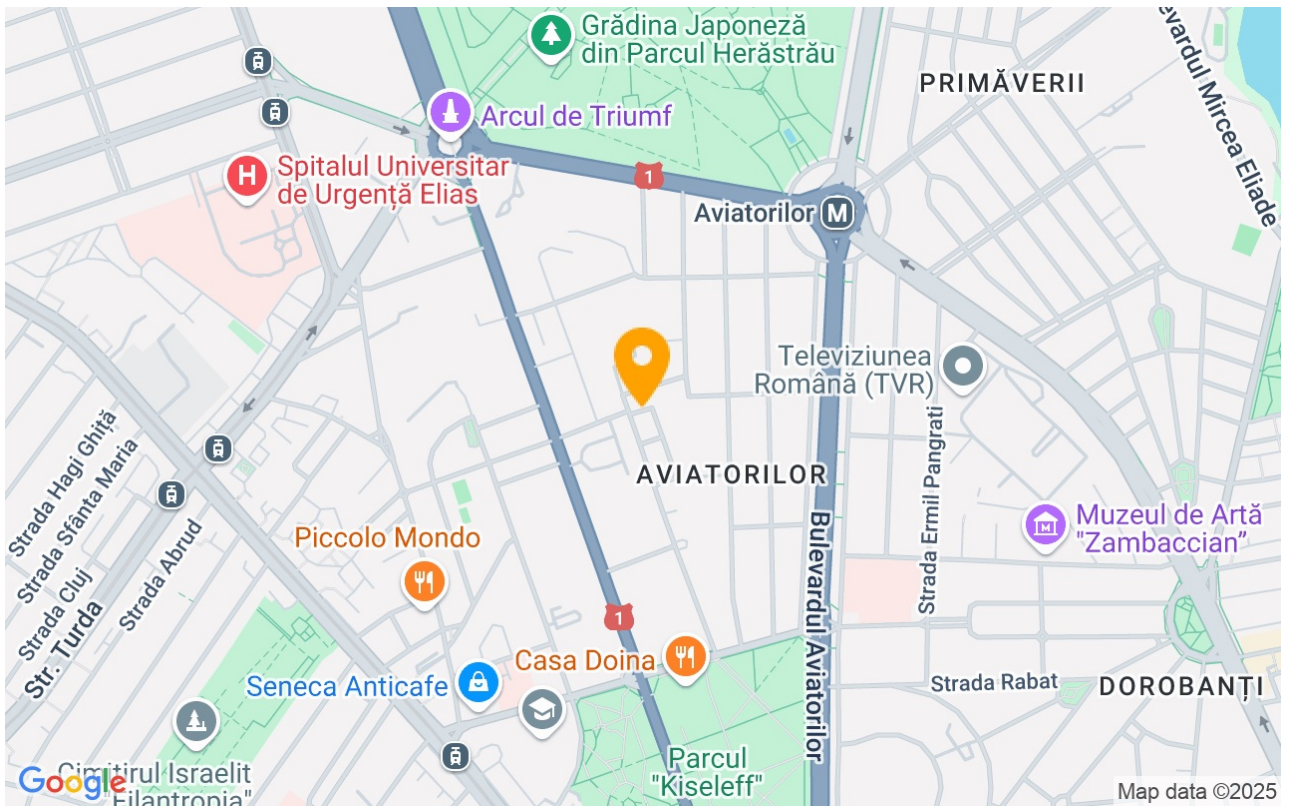 Grădina Japoneză
din Parcul Herăstrău
PRIMĂVERII
Bulevardul Mircea Eliade
Arcul de Triumf
Spitalul Universitar
de Urgență Elias
H
1
Aviatorilor
M
Televiziunea
Română (TVR)
Strada Hagi Ghiță
Strada Sfânta Maria
Strada Cluj
Str. Turda
Strada Abrud
AVIATORILOR
Strada Ermil Pangrati
Bulevardul Aviatorilor
Muzeul de Artă
"Zambaccian”
M
Piccolo Mondo
1
Casa Doina
Seneca Anticafe
Strada Rabat
DOROBANȚI
Parcul
"Kiseleff"
Cimitirul Israelit
"Filantropia"
Google
Map data ©2025